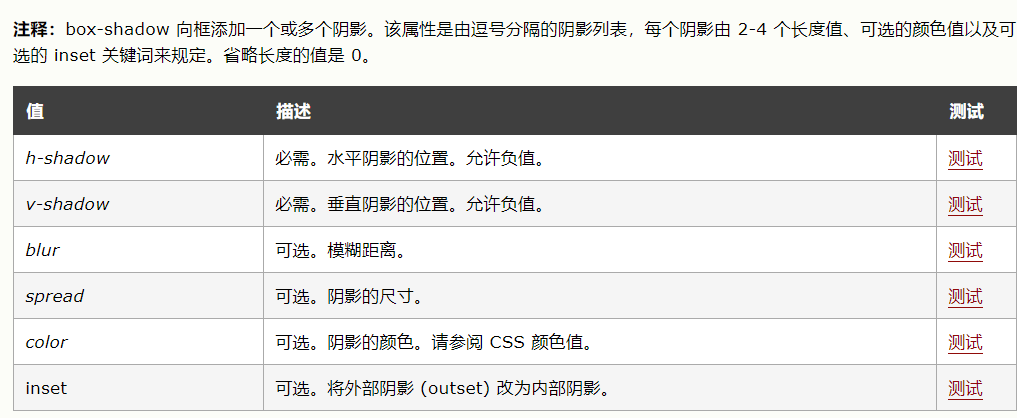 注释：box-shadow 向框添加一个或多个阴影。该属性是由逗号分隔的阴影列表，每个阴影由 2-4 个长度值、可选的颜色值以及可
选的 inset 关键词来规定。省略长度的值是 0。
值 描述 测试
h-shadow 必需。水平阴影的位置。允许负值。 测试
v-shadow 必需。垂直阴影的位置。允许负值。 测试
blur 可选。模糊距离。 测试
spread 可选。阴影的尺寸。 测试
color 可选。阴影的颜色。请参阅 CSS 颜色值。 测试
inset 可选。将外部阴影 (outset) 改为内部阴影。 测试